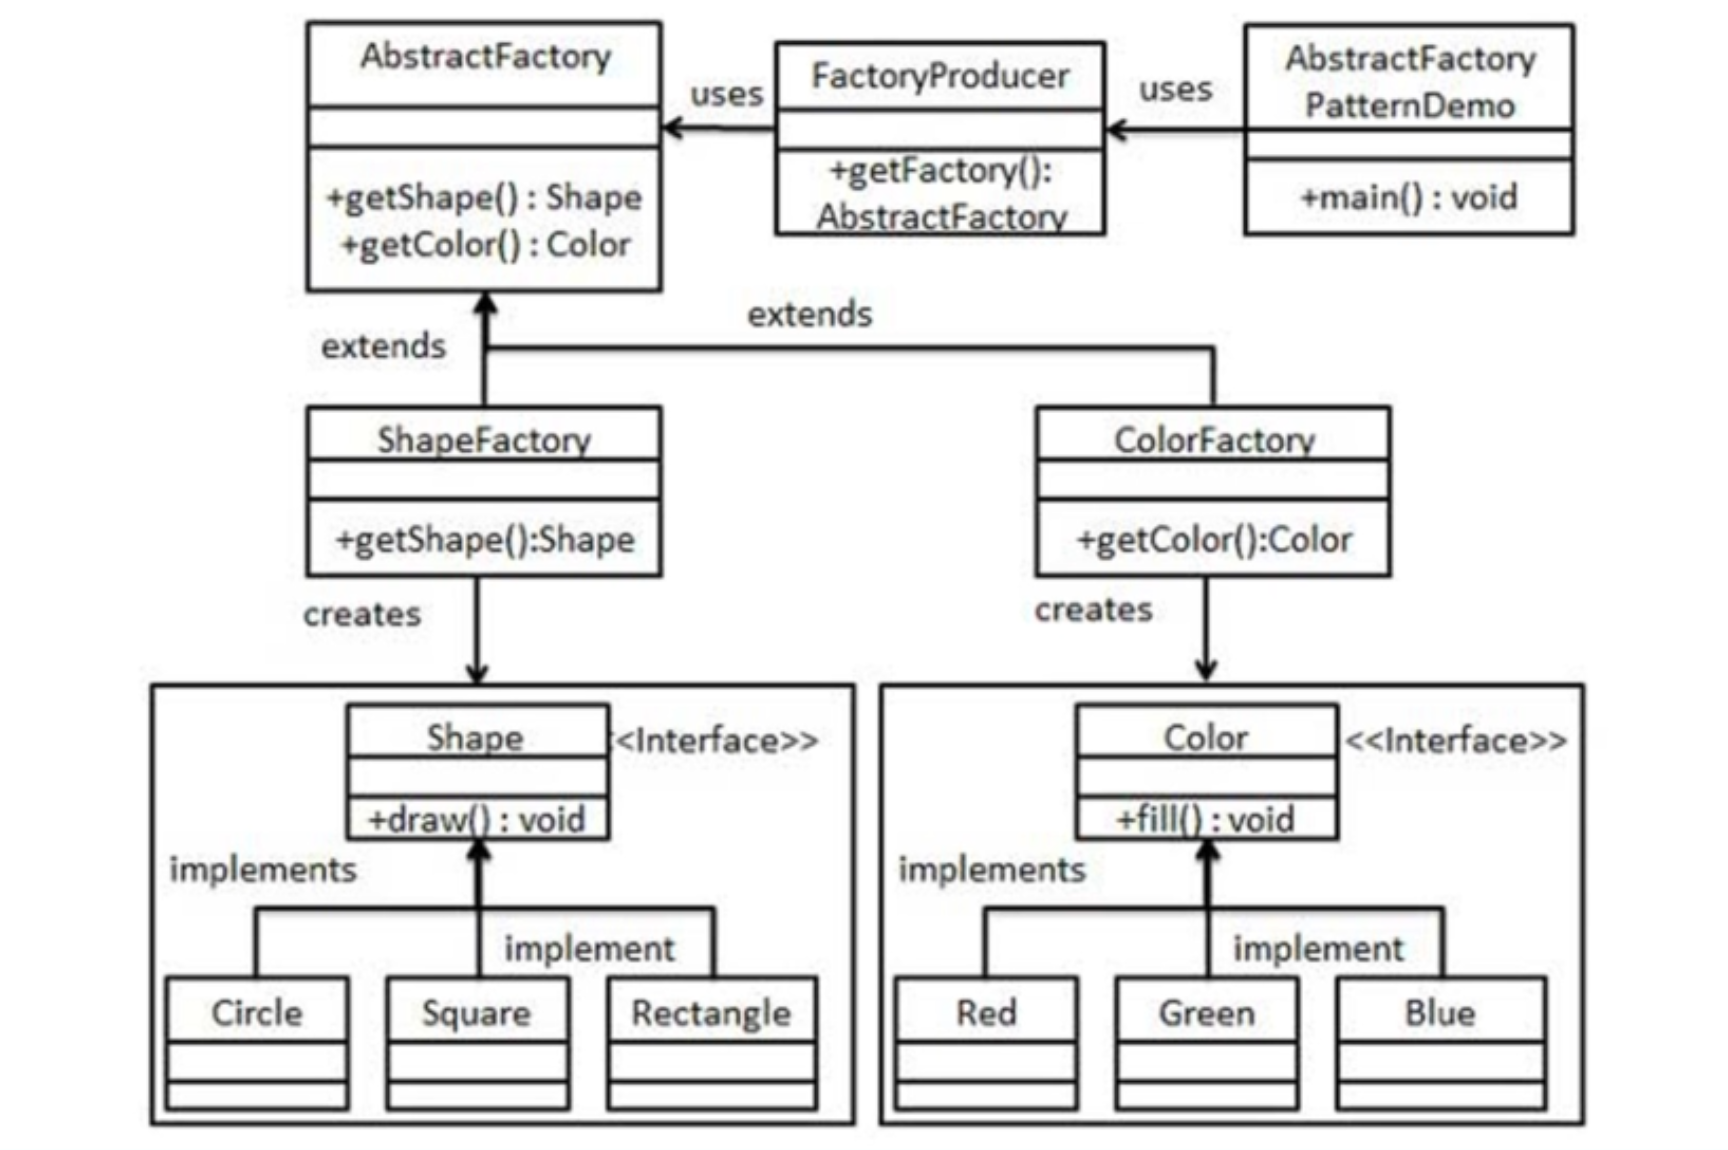 AbstractFactory
+getShape() : Shape
+getColor() : Color
uses
FactoryProducer
+getFactory():
AbstractFactory
uses
AbstractFactory
PatternDemo
+main() : void
extends
extends
ShapeFactory
+getShape():Shape
ColorFactory
+getColor():Color
creates
creates
Shape
<<Interface>>
+draw() : void
implements
implement
Circle
Square
Rectangle
Color
<<Interface>>
+fill() : void
implements
implement
Red
Green
Blue